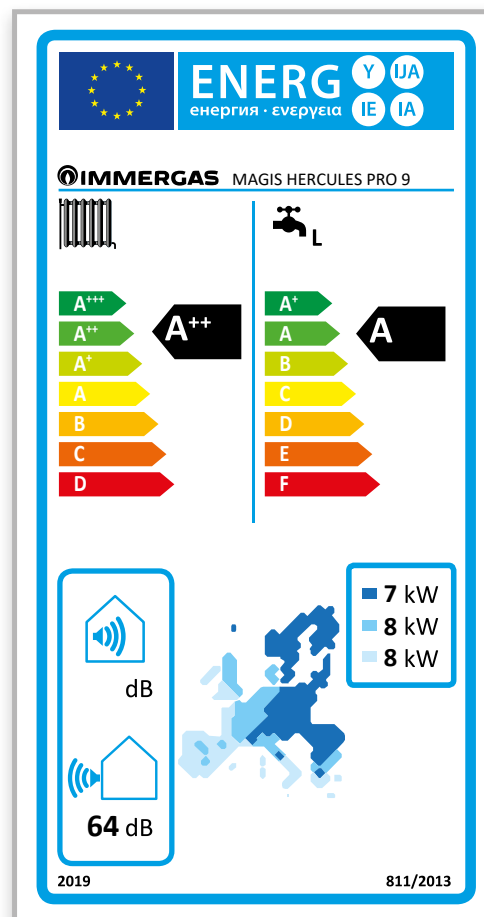 ENERG Y IJA
енергия · ενεργεια IE IA
IMMERGAS MAGIS HERCULES PRO 9
L
A+++
A++
A+
A
B
C
D
A++
A+
A
B
C
D
E
F
A
dB
64 dB
7 kW
8 kW
8 kW
2019
811/2013